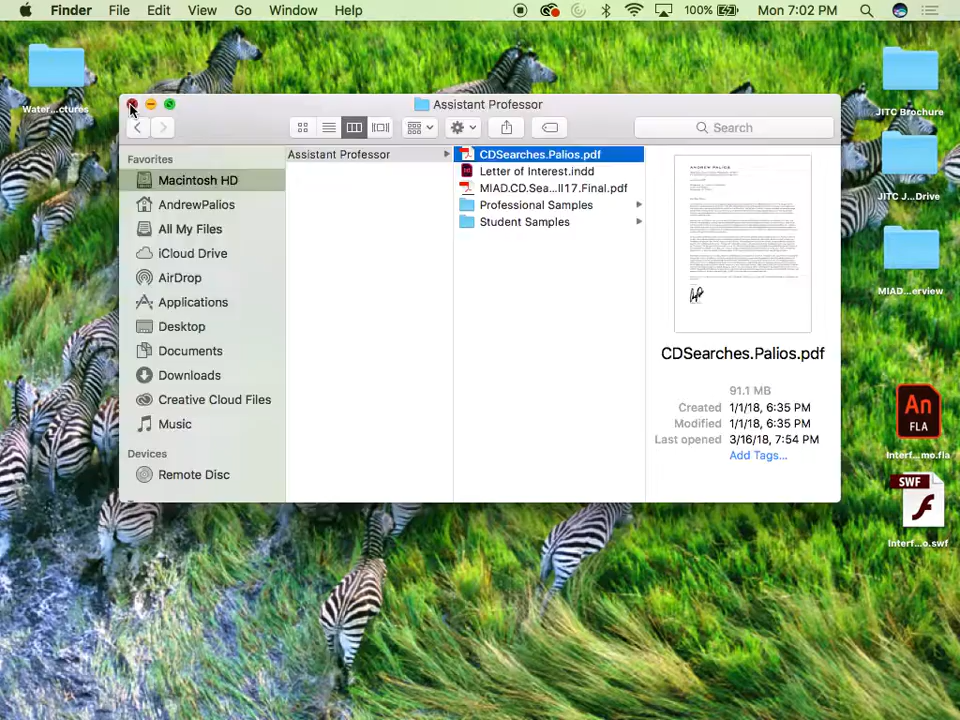 Finder File Edit View Go Window Help 100% Mon 7:02 PM
Water...ctures
JITC Brochure
JITC J...Drive
MIAD...erview
An
FLA
Interf...mo.fla
SWF
Interf...o.swf
Assistant Professor
Search
Favorites
Macintosh HD
AndrewPalios
All My Files
iCloud Drive
AirDrop
Applications
Desktop
Documents
Downloads
Creative Cloud Files
Music
Devices
Remote Disc
Assistant Professor
CDSearches.Palios.pdf
Letter of Interest.indd
MIAD.CD.Sea...ll17.Final.pdf
Professional Samples
Student Samples
ANDREW PALIOS
CDSearches.Palios.pdf
91.1 MB
Created 1/1/18, 6:35 PM
Modified 1/1/18, 6:35 PM
Last opened 3/16/18, 7:54 PM
Add Tags...